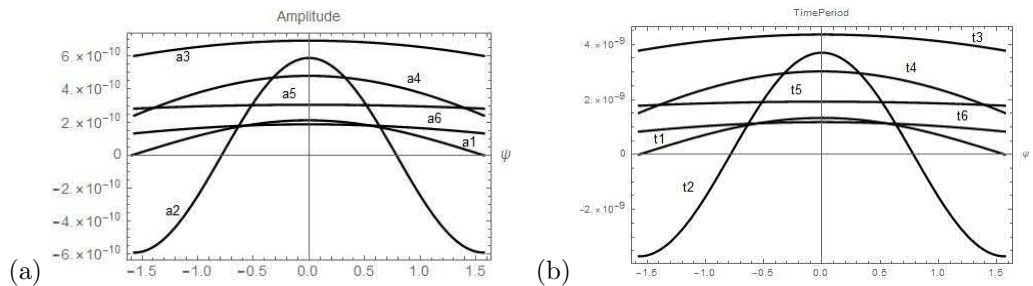 Amplitude
6.×10⁻¹⁰
4.×10⁻¹⁰
2.×10⁻¹⁰
0
-2.×10⁻¹⁰
-4.×10⁻¹⁰
-6.×10⁻¹⁰
a3
a4
a5
a6
a1
a2
ψ
-1.5 -1.0 -0.5 0.0 0.5 1.0 1.5
(a)
TimePeriod
4.×10⁻⁹
2.×10⁻⁹
0
-2.×10⁻⁹
t3
t4
t5
t6
t1
t2
ψ
-1.5 -1.0 -0.5 0.0 0.5 1.0 1.5
(b)